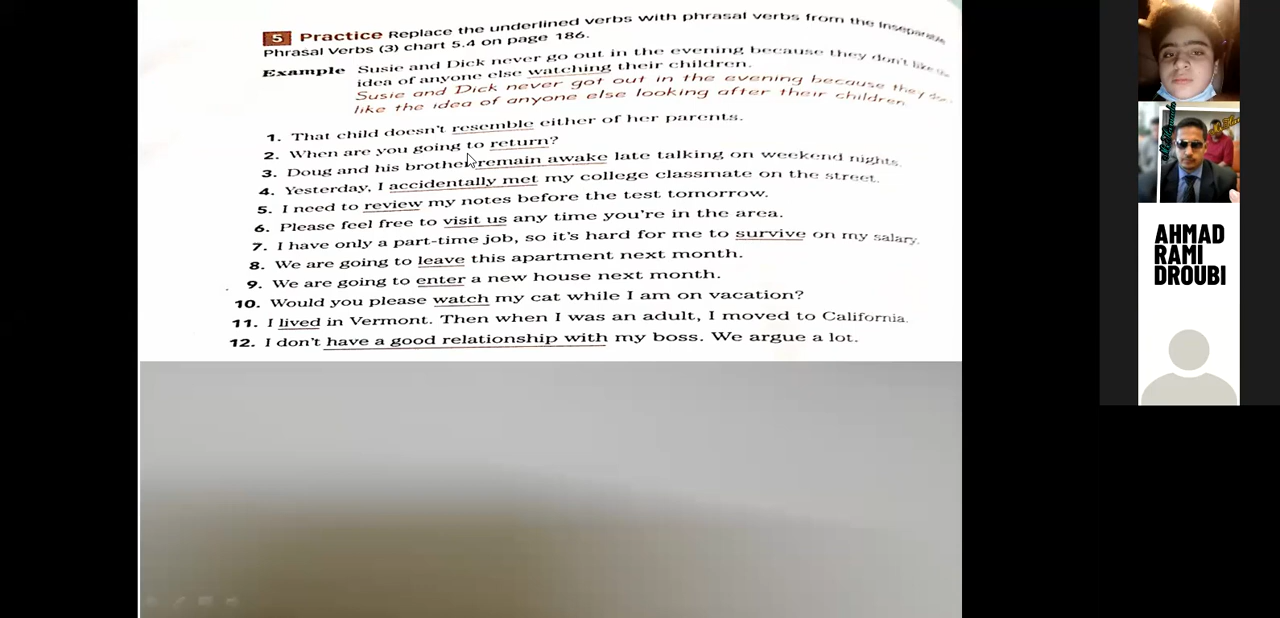 5 Practice Replace the underlined verbs with phrasal verbs from the Inseparable
Phrasal Verbs (3) chart 5.4 on page 186.
Example Susie and Dick never go out in the evening because they don't like
idea of anyone else watching their children.
Susie and Dick never got out in the evening because they
like the idea of anyone else looking after their children.
1. That child doesn't resemble either of her parents.
2. When are you going to return?
3. Doug and his brother remain awake late talking on weekend nights.
4. Yesterday, I accidentally met my college classmate on the street.
5. I need to review my notes before the test tomorrow.
6. Please feel free to visit us any time you're in the area.
7. I have only a part-time job, so it's hard for me to survive on my salary.
8. We are going to leave this apartment next month.
9. We are going to enter a new house next month.
10. Would you please watch my cat while I am on vacation?
11. I lived in Vermont. Then when I was an adult, I moved to California.
12. I don't have a good relationship with my boss. We argue a lot.
AHMAD
RAMI
DROUBI